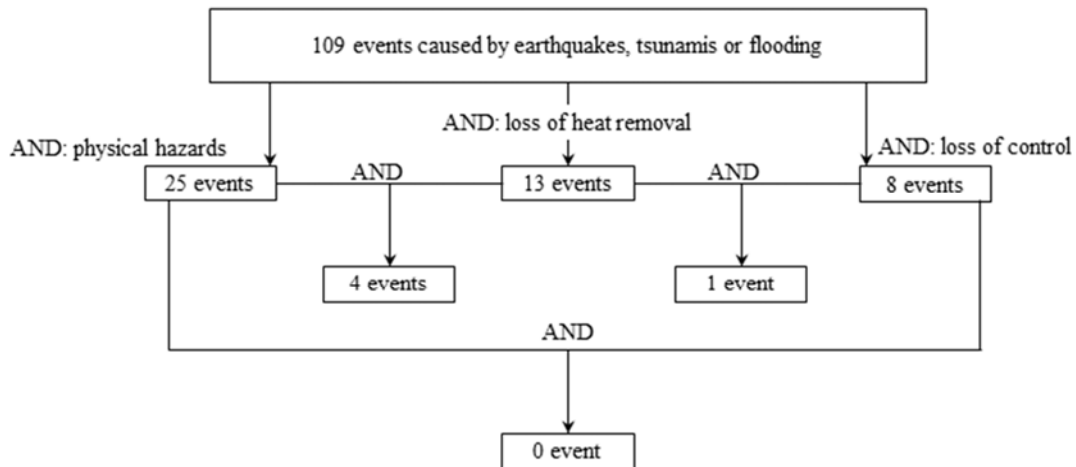 109 events caused by earthquakes, tsunamis or flooding
AND: loss of heat removal
AND: physical hazards
AND: loss of control
25 events
AND
13 events
AND
8 events
4 events
1 event
AND
0 event